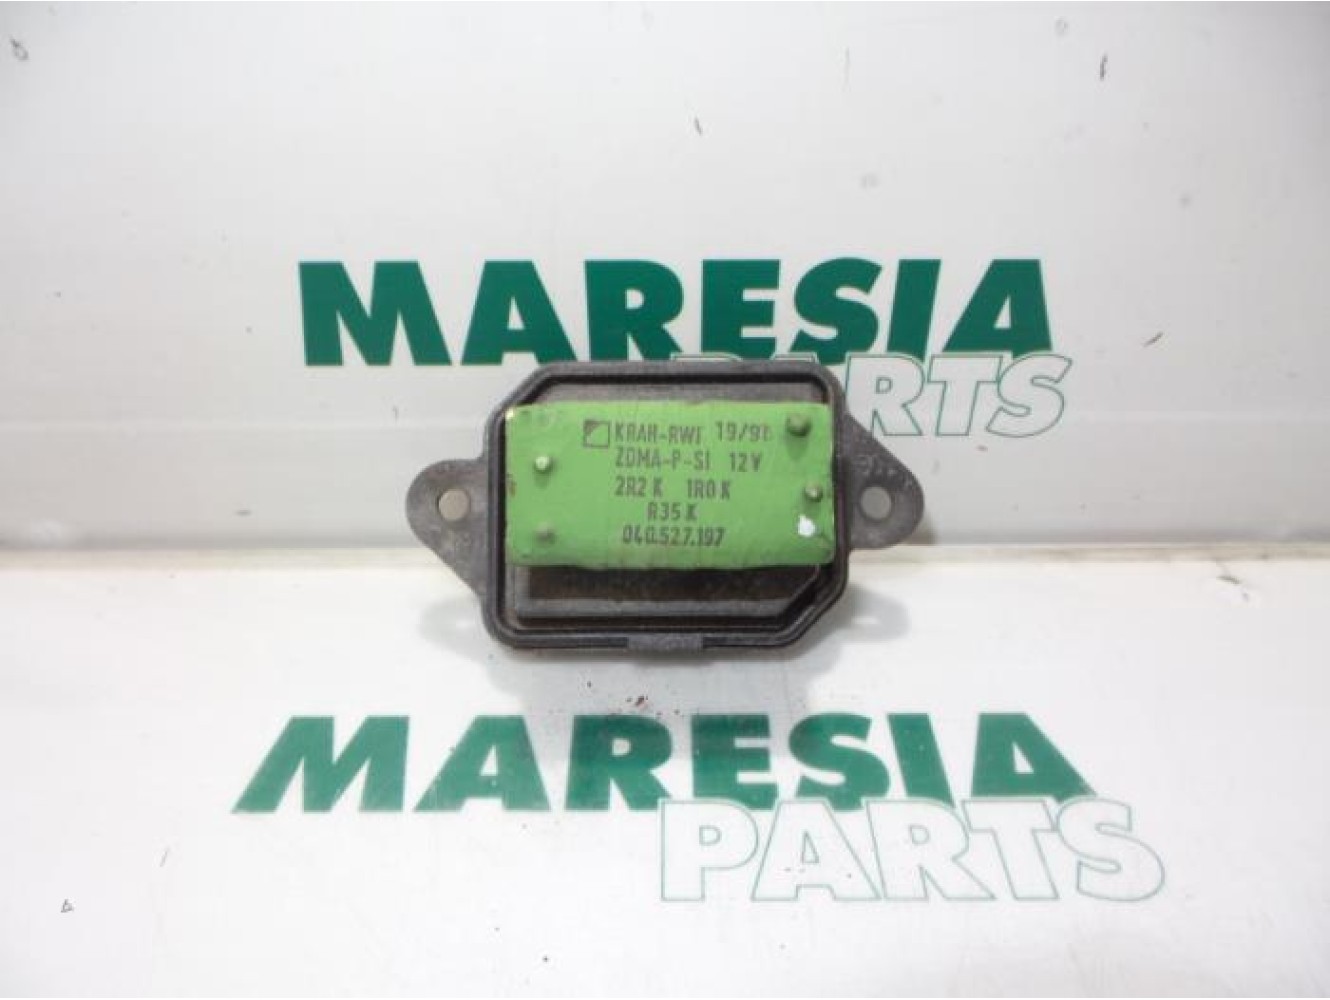 MARESIA
PARTS
KRAH-RWI 19/98
ZDMA-P-SI 12V
2R2 K 1R0 K
R35 K
040.527.197
MARESIA
PARTS